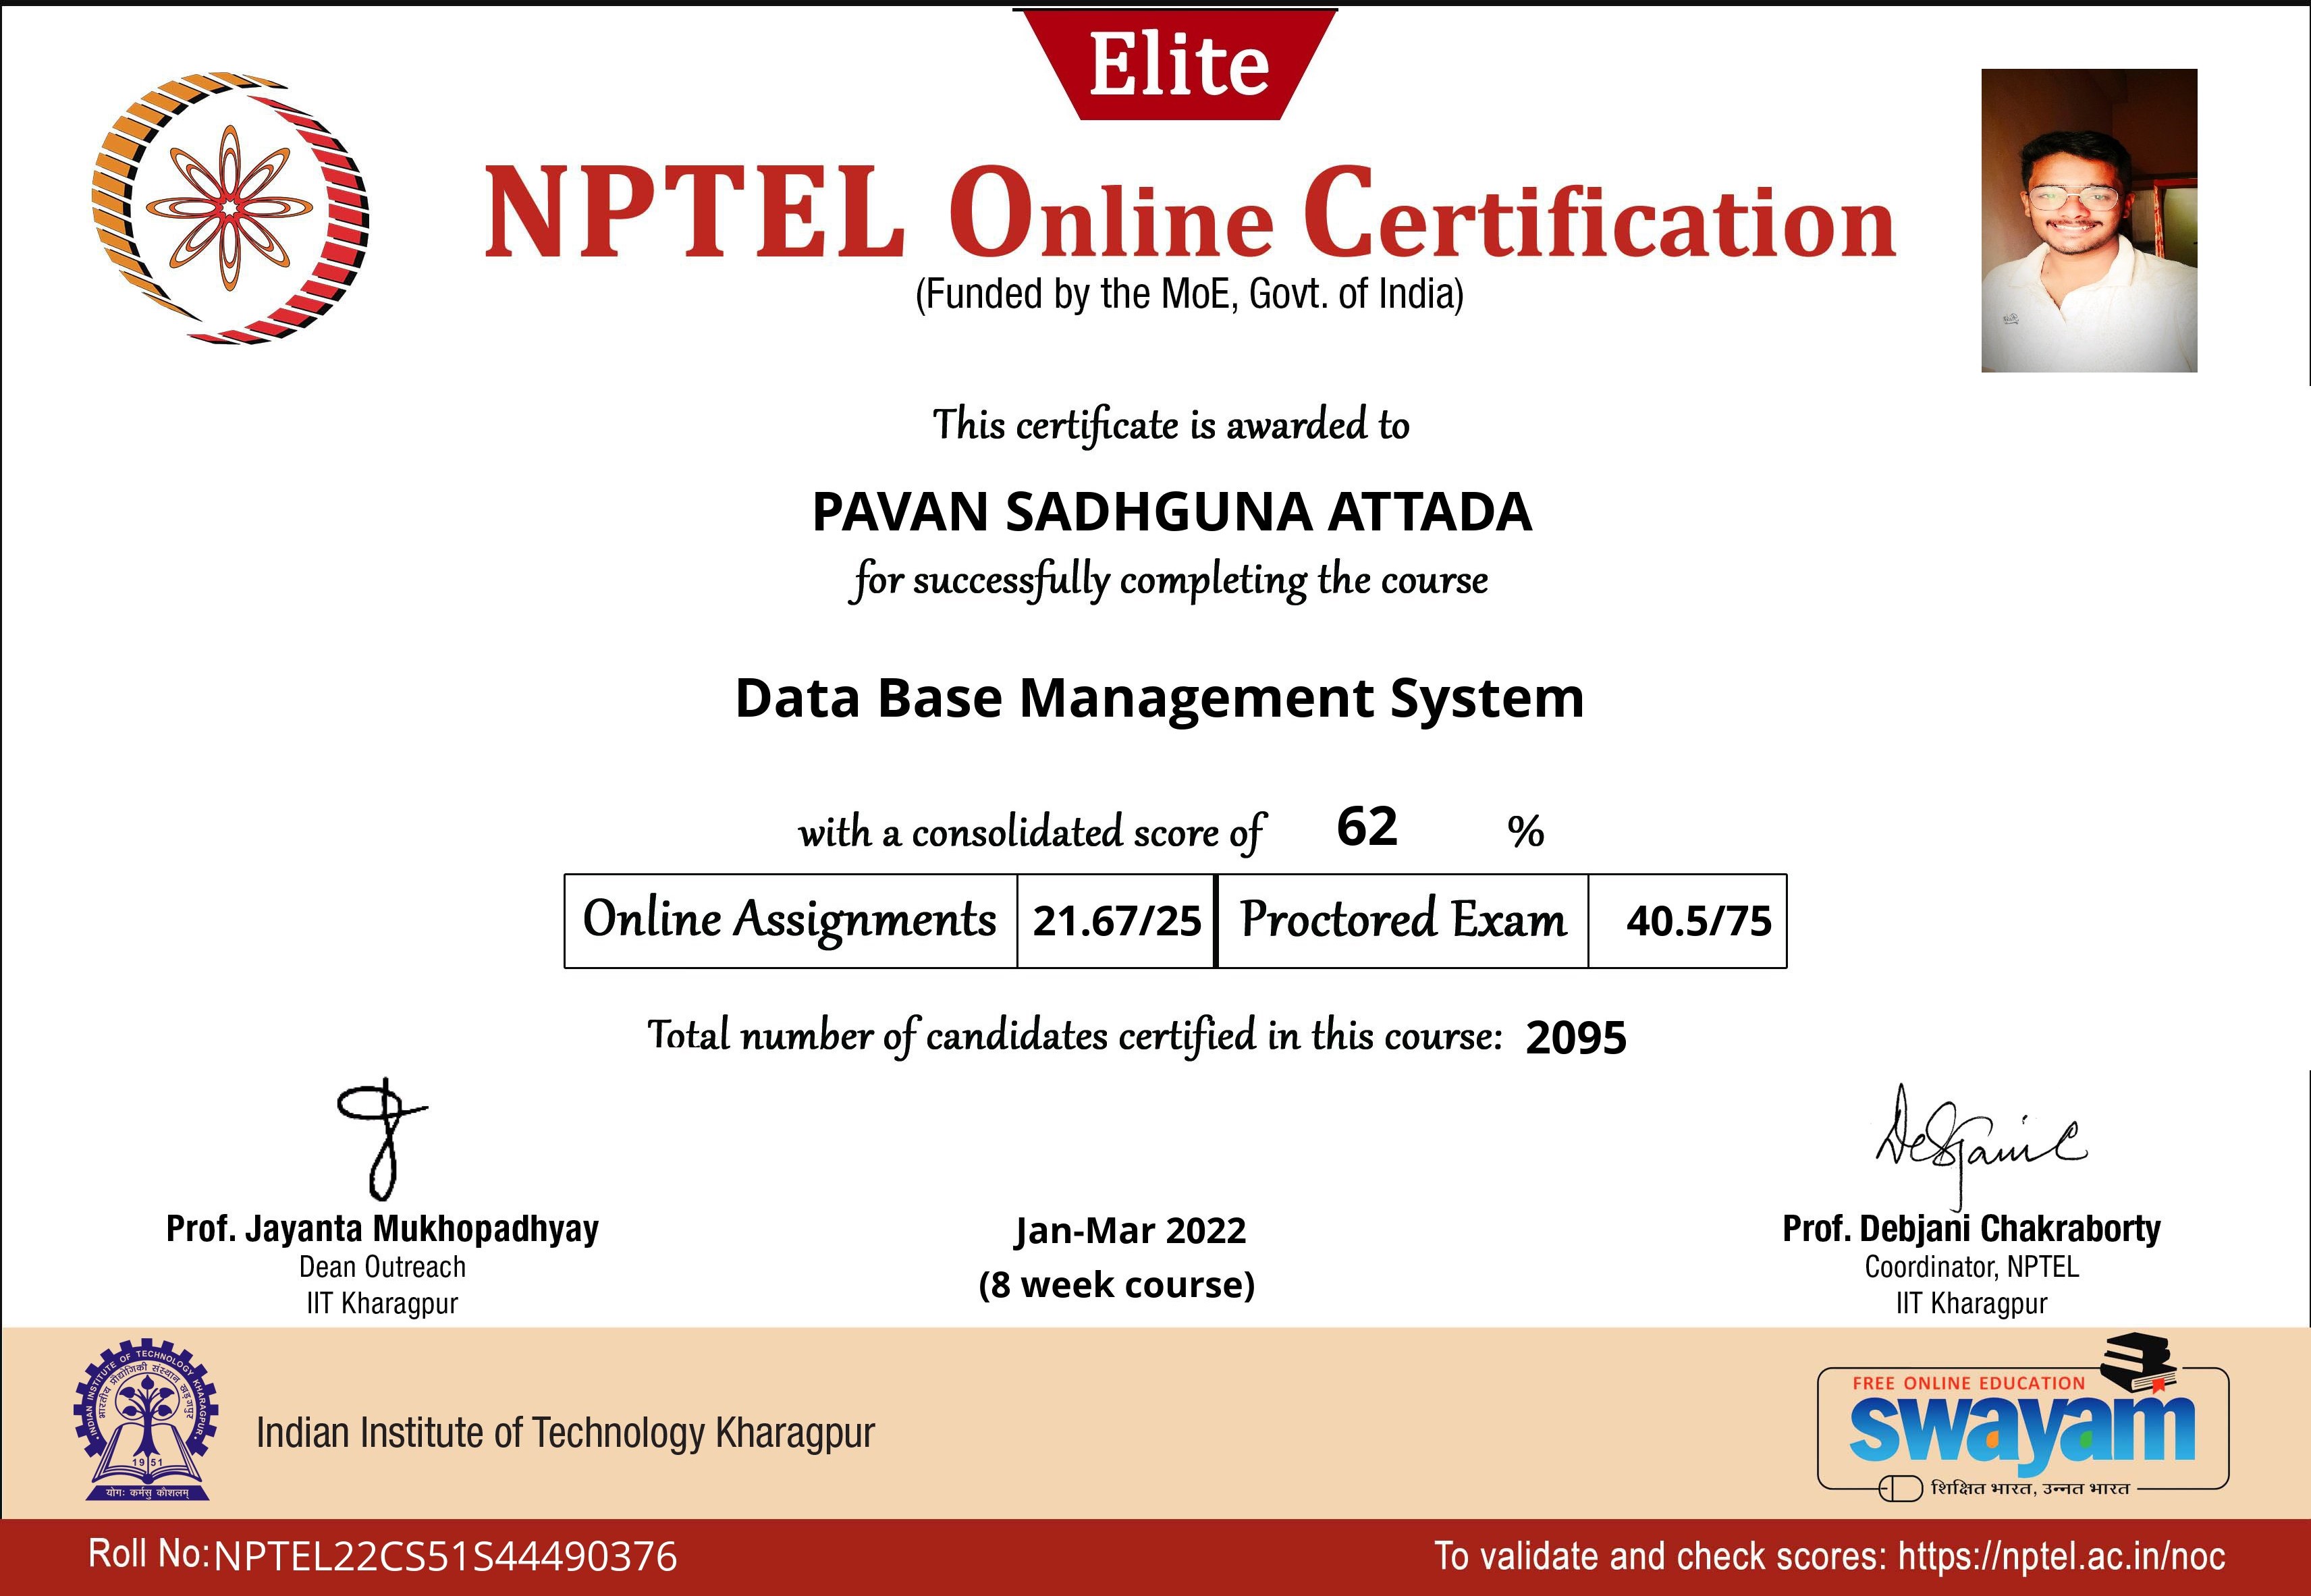 Elite
NPTEL Online Certification
(Funded by the MoE, Govt. of India)
This certificate is awarded to
PAVAN SADHGUNA ATTADA
for successfully completing the course
Data Base Management System
with a consolidated score of 62 %
Online Assignments 21.67/25 Proctored Exam 40.5/75
Total number of candidates certified in this course: 2095
Prof. Jayanta Mukhopadhyay
Dean Outreach
IIT Kharagpur
Jan-Mar 2022
(8 week course)
Prof. Debjani Chakraborty
Coordinator, NPTEL
IIT Kharagpur
INDIAN INSTITUTE OF TECHNOLOGY KHARAGPUR
भारतीय प्रौद्योगिकी संस्थान खड़गपुर
1951
योगः कर्मसु कौशलम्
Indian Institute of Technology Kharagpur
FREE ONLINE EDUCATION
swayam
शिक्षित भारत, उन्नत भारत
Roll No: NPTEL22CS51S44490376
To validate and check scores: https://nptel.ac.in/noc